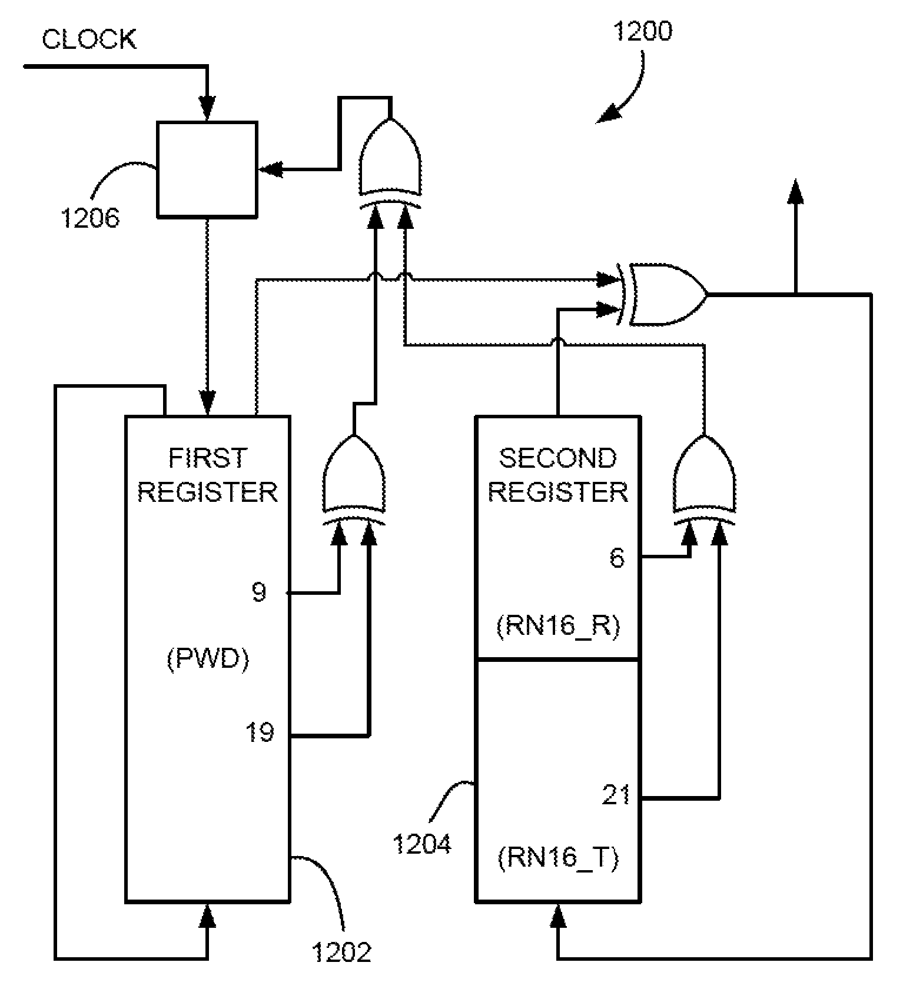 CLOCK
1200
1206
FIRST
REGISTER
9
(PWD)
19
1202
SECOND
REGISTER
6
(RN16_R)
21
1204
(RN16_T)